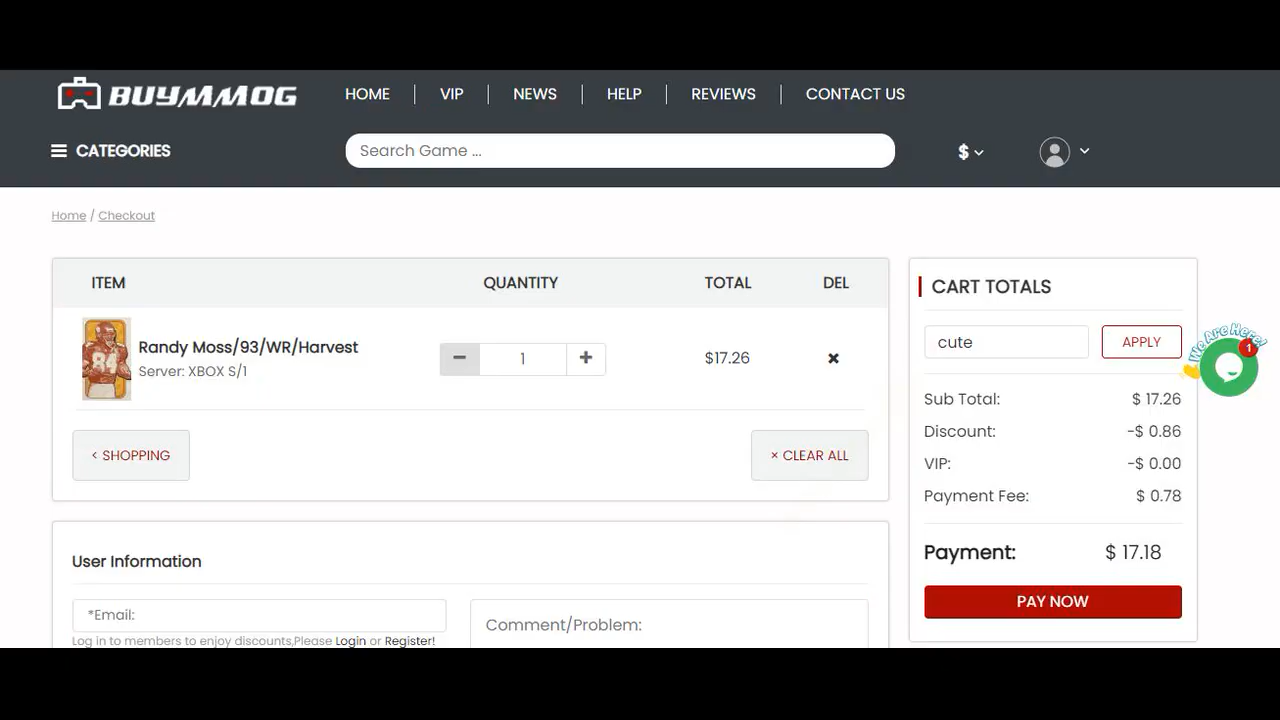 BUYMMOG
HOME
VIP
NEWS
HELP
REVIEWS
CONTACT US
CATEGORIES
Search Game ...
$
Home / Checkout
ITEM
QUANTITY
TOTAL
DEL
Randy Moss/93/WR/Harvest
Server: XBOX S/1
81
− 1 +
$17.26
✖
< SHOPPING
× CLEAR ALL
User Information
*Email:
Log in to members to enjoy discounts,Please Login or Register!
Comment/Problem:
CART TOTALS
cute
APPLY
Sub Total: $ 17.26
Discount: -$ 0.86
VIP: -$ 0.00
Payment Fee: $ 0.78
Payment: $ 17.18
PAY NOW
We Are Here!
1